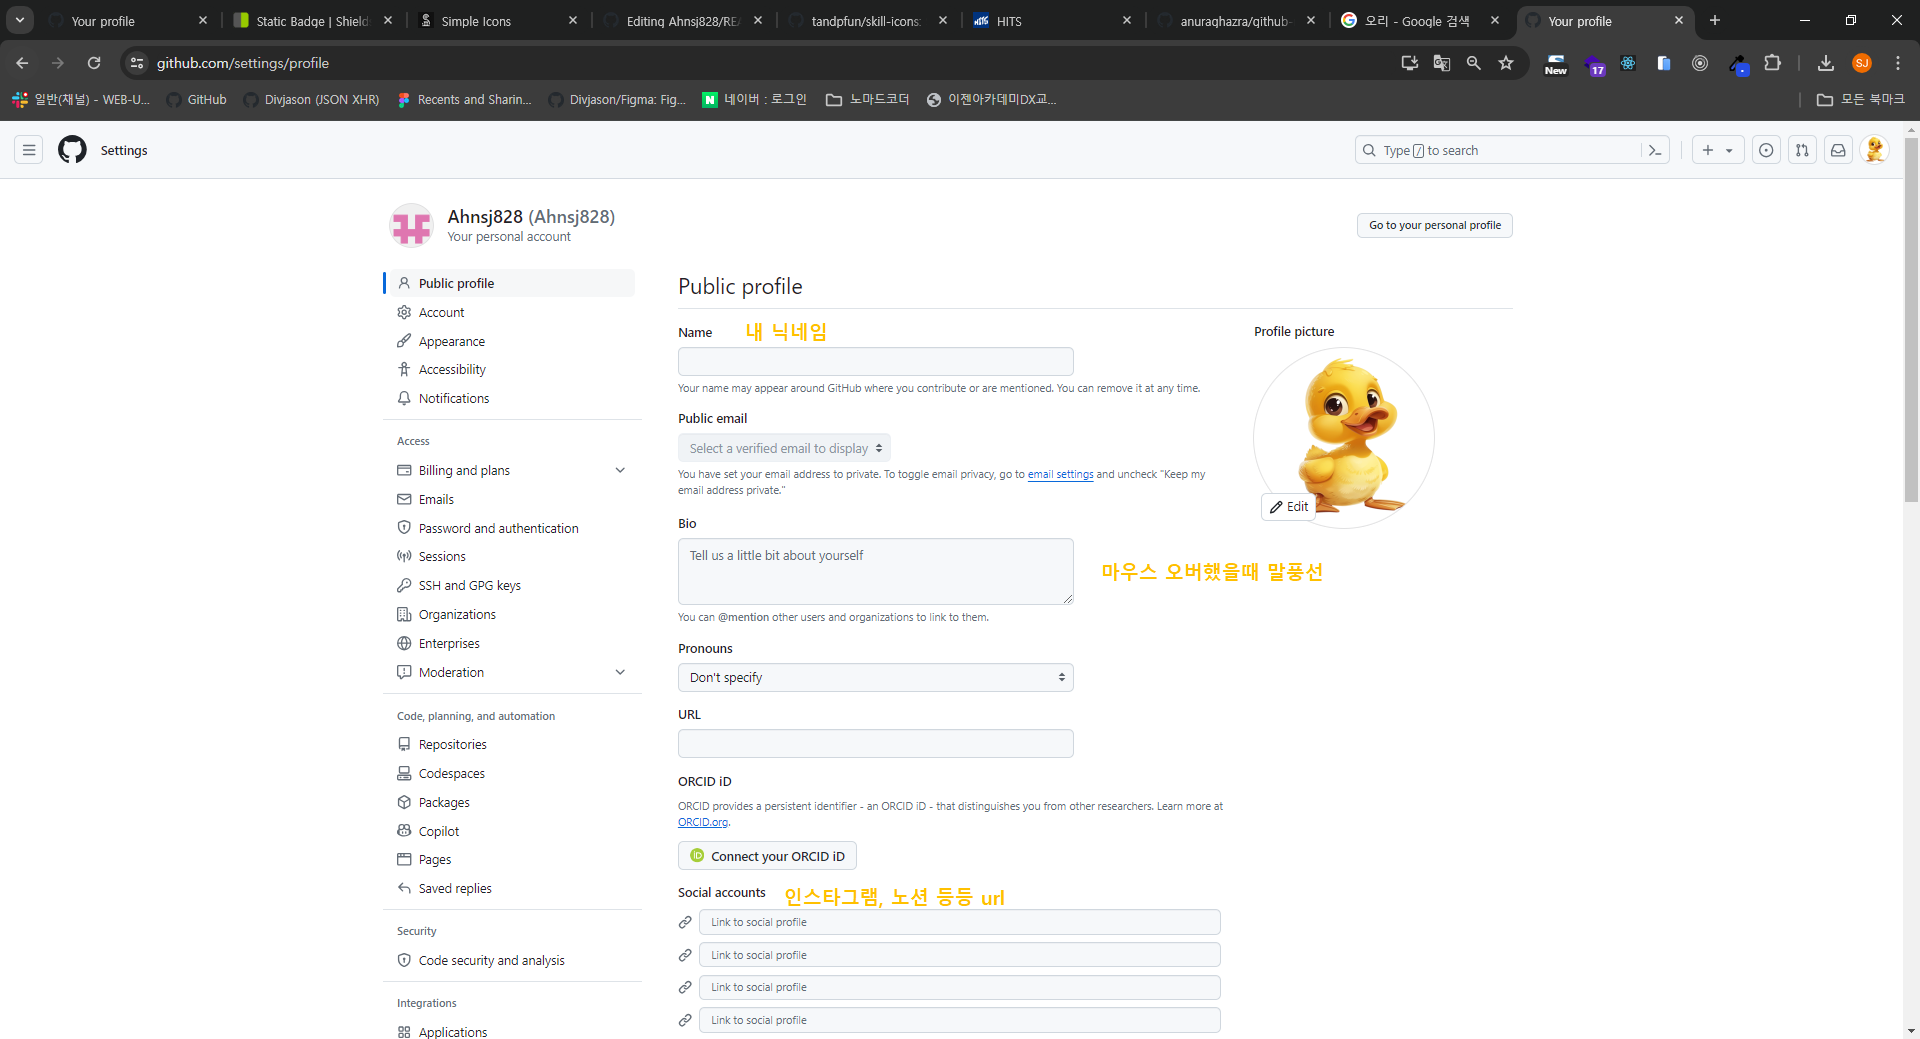 Your profile
Static Badge | Shields
Simple Icons
Editing Ahnsj828/REA
tandpfun/skill-icons:
HITS
anuraghazra/github-
오리 - Google 검색
Your profile
github.com/settings/profile
New
17
SJ
일반(채널) - WEB-U...
GitHub
Divjason (JSON XHR)
Recents and Sharin...
Divjason/Figma: Fig...
네이버 : 로그인
노마드코더
이젠아카데미DX교...
모든 북마크
Settings
Type / to search
Ahnsj828 (Ahnsj828)
Your personal account
Go to your personal profile
Public profile
Account
Appearance
Accessibility
Notifications
Access
Billing and plans
Emails
Password and authentication
Sessions
SSH and GPG keys
Organizations
Enterprises
Moderation
Code, planning, and automation
Repositories
Codespaces
Packages
Copilot
Pages
Saved replies
Security
Code security and analysis
Integrations
Applications
Public profile
Name 내 닉네임
Your name may appear around GitHub where you contribute or are mentioned. You can remove it at any time.
Public email
Select a verified email to display
You have set your email address to private. To toggle email privacy, go to email settings and uncheck "Keep my
email address private."
Bio
Tell us a little bit about yourself
마우스 오버했을때 말풍선
You can @mention other users and organizations to link to them.
Pronouns
Don't specify
URL
ORCID iD
ORCID provides a persistent identifier - an ORCID iD - that distinguishes you from other researchers. Learn more at
ORCID.org.
iD Connect your ORCID iD
Social accounts 인스타그램, 노션 등등 url
Link to social profile
Link to social profile
Link to social profile
Link to social profile
Profile picture
Edit